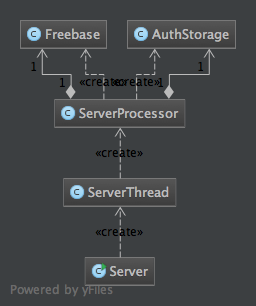 Freebase AuthStorage
1 «create» «create» 1
1 1
ServerProcessor
«create»
ServerThread
«create»
Server
Powered by yFiles